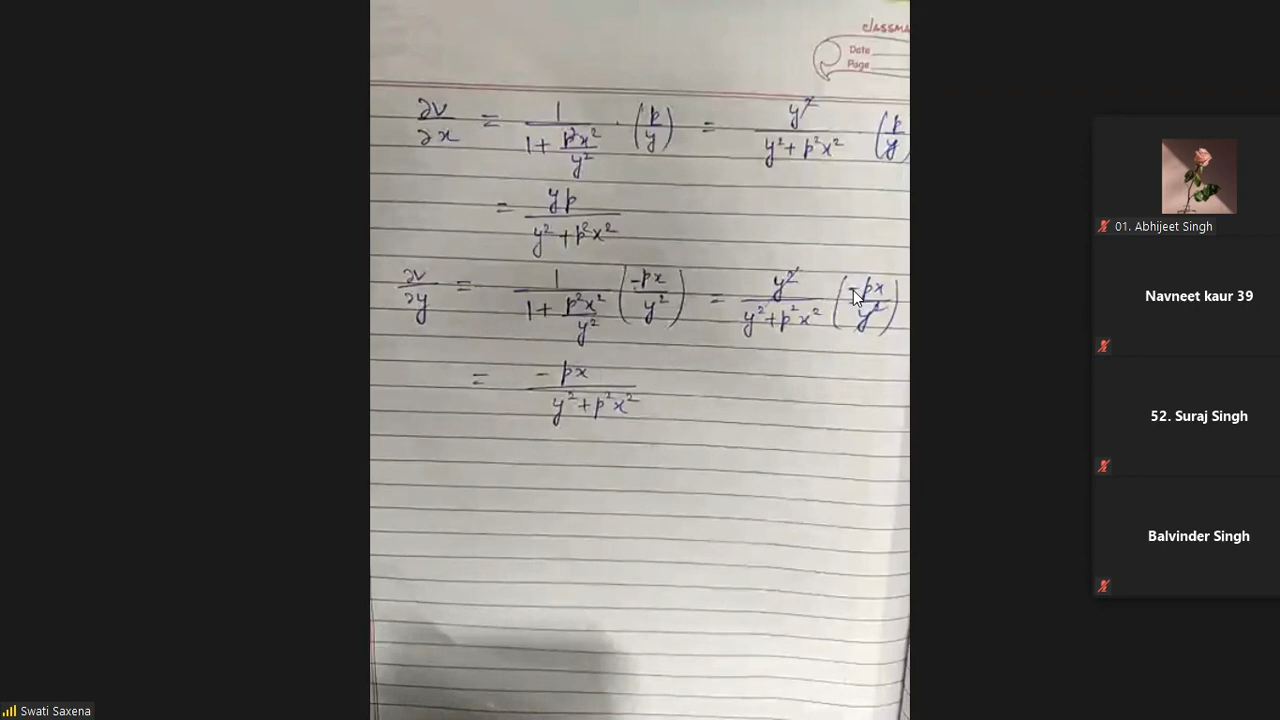 classma
Date
Page
∂v/∂x = 1/(1 + p²x²/y²) · (p/y) = y²/(y² + p²x²) (p/y)
= yp/(y² + p²x²)
∂v/∂y = 1/(1 + p²x²/y²) (-px/y²) = y²/(y² + p²x²) (-px/y²)
= -px/(y² + p²x²)
01. Abhijeet Singh
Navneet kaur 39
52. Suraj Singh
Balvinder Singh
Swati Saxena